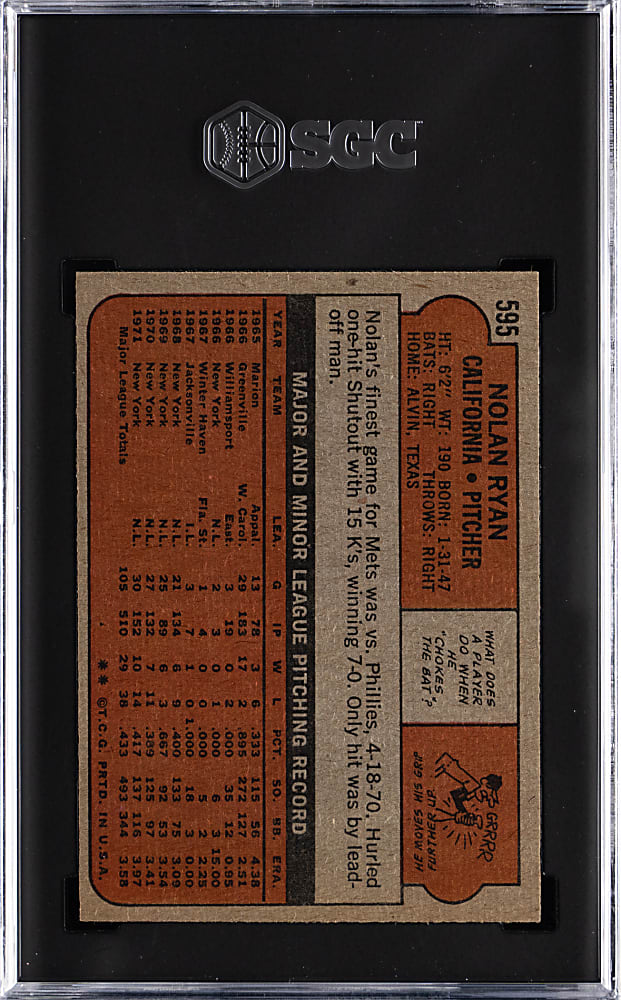 SGC
595
NOLAN RYAN
CALIFORNIA • PITCHER
HT: 6'2" WT: 190 BORN: 1-31-47
BATS: RIGHT THROWS: RIGHT
HOME: ALVIN, TEXAS
WHAT DOES
A PLAYER
DO WHEN
HE
"CHOKES
THE BAT"?
GRRRR
HE MOVES HIS GRIP
FURTHER UP
Nolan's finest game for Mets was vs. Phillies, 4-18-70. Hurled
one-hit Shutout with 15 K's, winning 7-0. Only hit was by lead-
off man.
MAJOR AND MINOR LEAGUE PITCHING RECORD
YEAR TEAM LEA. G IP W L PCT. SO. BB. ERA.
1965 Marion Appal. 13 78 3 6 .333 115 56 4.38
1966 Greenville W. Carol. 29 183 17 2 .895 272 127 2.51
1966 Williamsport East. 3 19 0 2 .000 35 12 0.95
1966 New York N.L. 2 3 0 1 .000 6 3 15.00
1967 Winter Haven Fla. St. 1 4 0 0 .000 5 2 2.25
1967 Jacksonville I.L. 3 7 1 0 1.000 18 3 0.00
1968 New York N.L. 21 134 6 9 .400 133 75 3.09
1969 New York N.L. 25 89 6 3 .667 92 53 3.54
1970 New York N.L. 27 132 7 11 .389 125 97 3.41
1971 New York N.L. 30 152 10 14 .417 137 116 3.97
Major League Totals 105 510 29 38 .433 493 344 3.58
** ©T.C.G. PRTD. IN U.S.A.